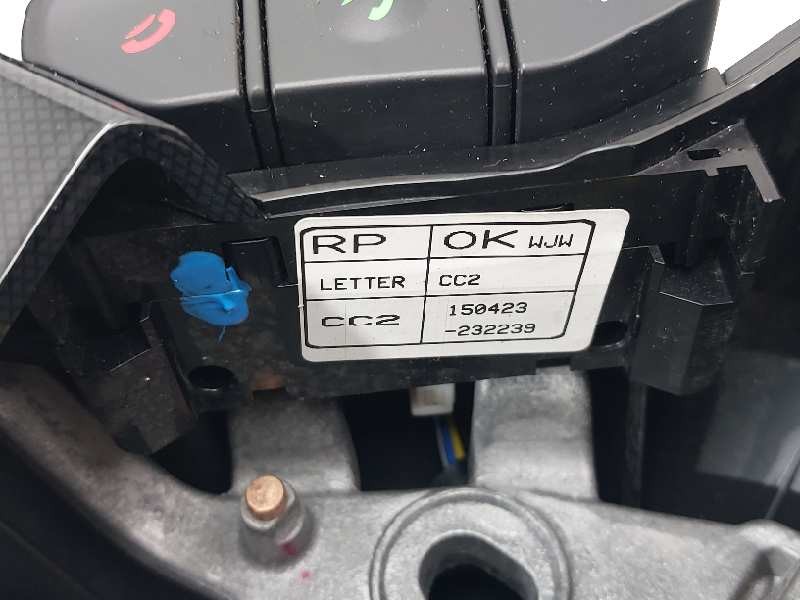 RP OK WJW
LETTER CC2
CC2 150423
-232239